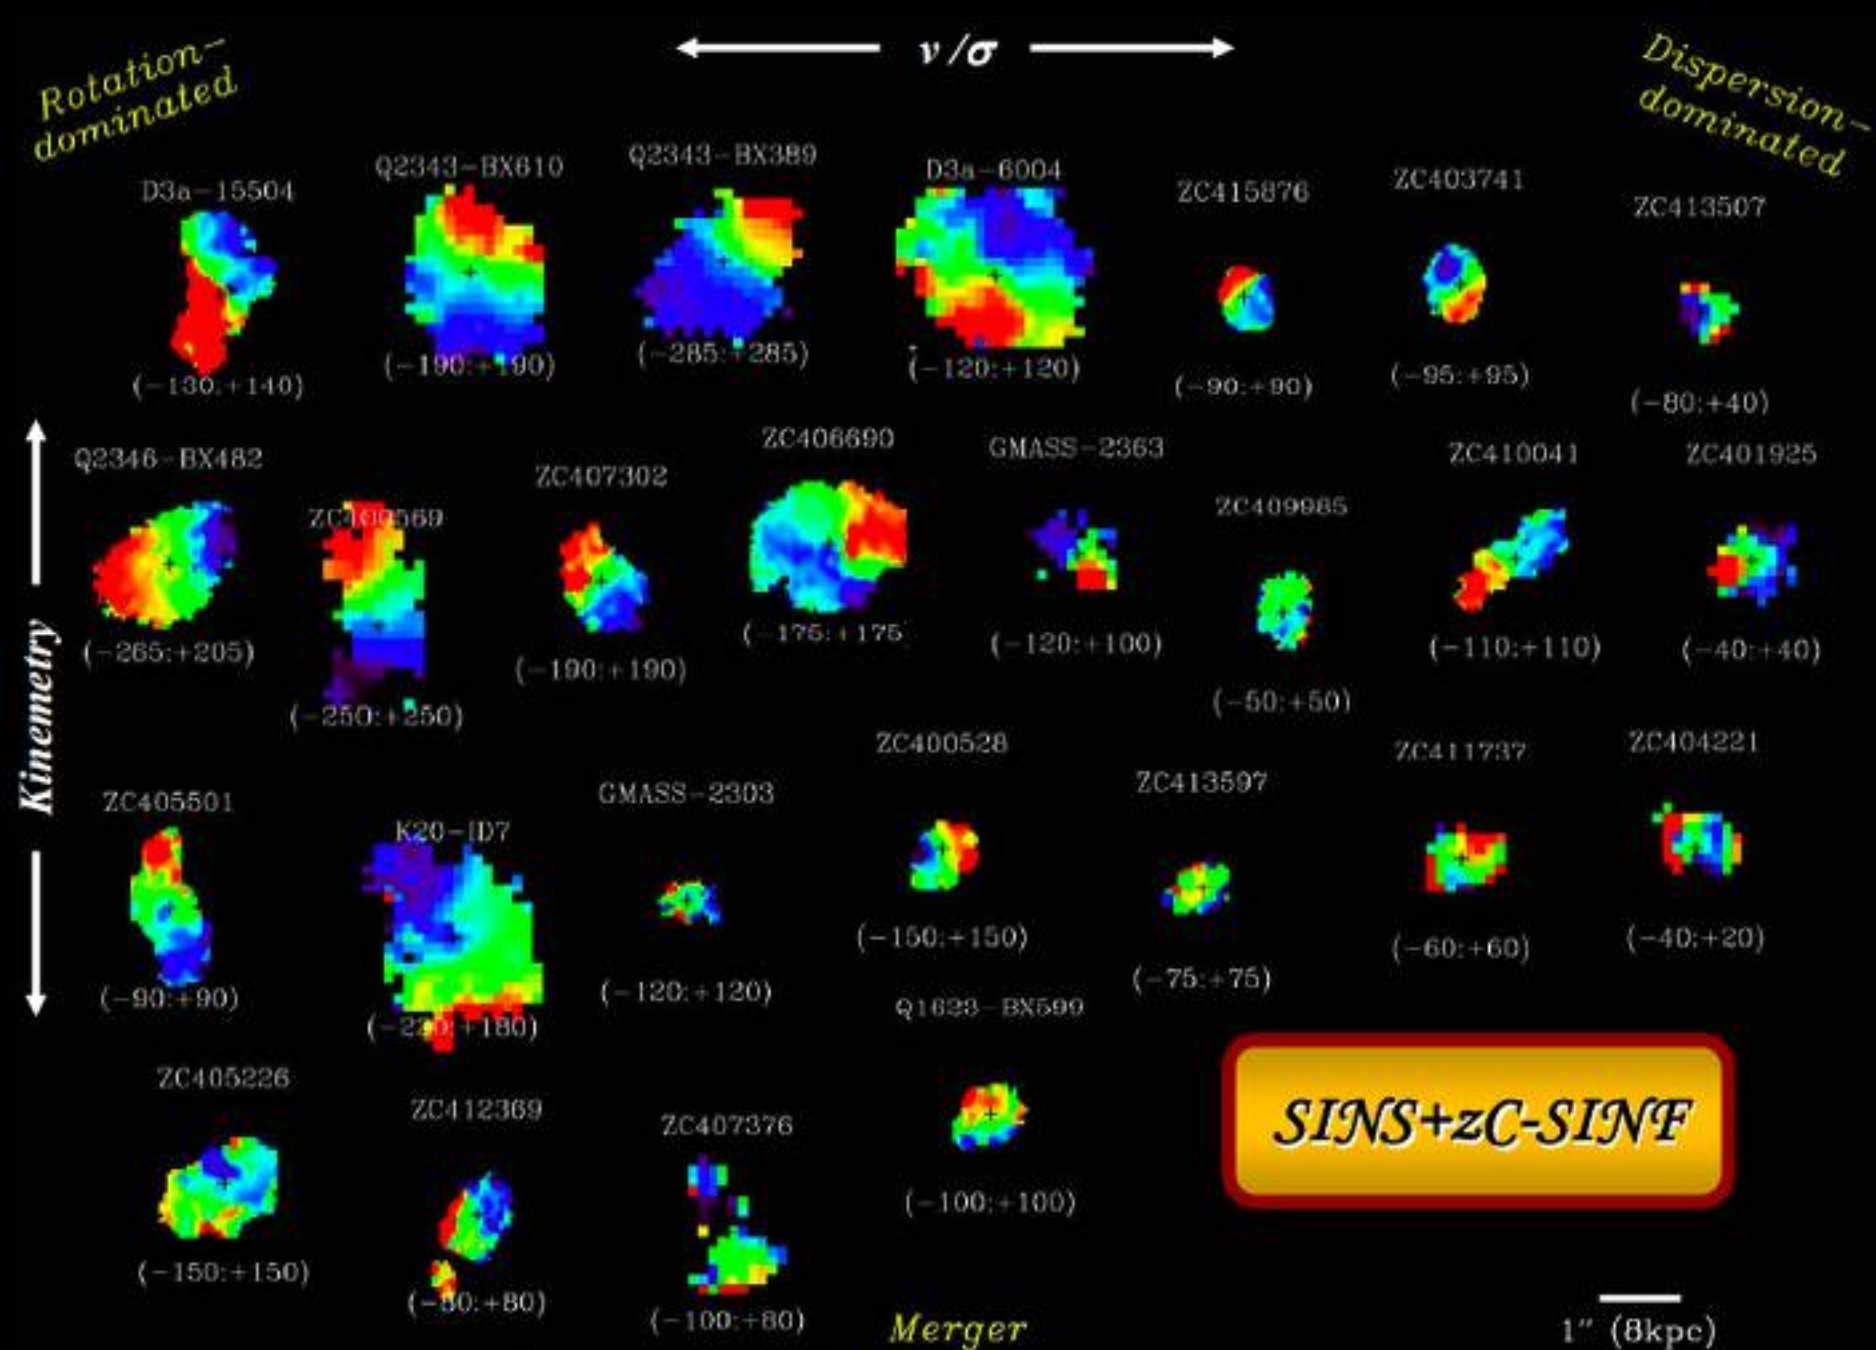 v/σ
Rotation-
dominated
Dispersion-
dominated
D3a-15504
Q2343-BX610
Q2343-BX389
D3a-6004
ZC415876
ZC403741
ZC413507
(-130:+140)
(-190:+190)
(-285:+285)
(-120:+120)
(-90:+90)
(-95:+95)
(-80:+40)
Kinemetry
Q2346-BX482
ZC400569
ZC407302
ZC406690
GMASS-2363
ZC409985
ZC410041
ZC401925
(-265:+205)
(-250:+250)
(-190:+190)
(-175:+175
(-120:+100)
(-50:+50)
(-110:+110)
(-40:+40)
ZC405501
K20-ID7
GMASS-2303
ZC400528
ZC413597
ZC411737
ZC404221
(-90:+90)
(-220:+180)
(-120:+120)
(-150:+150)
(-75:+75)
(-60:+60)
(-40:+20)
ZC405226
ZC412369
ZC407376
Q1623-BX599
(-150:+150)
(-80:+80)
(-100:+80)
(-100:+100)
SINS+zC-SINF
Merger
1" (8kpc)